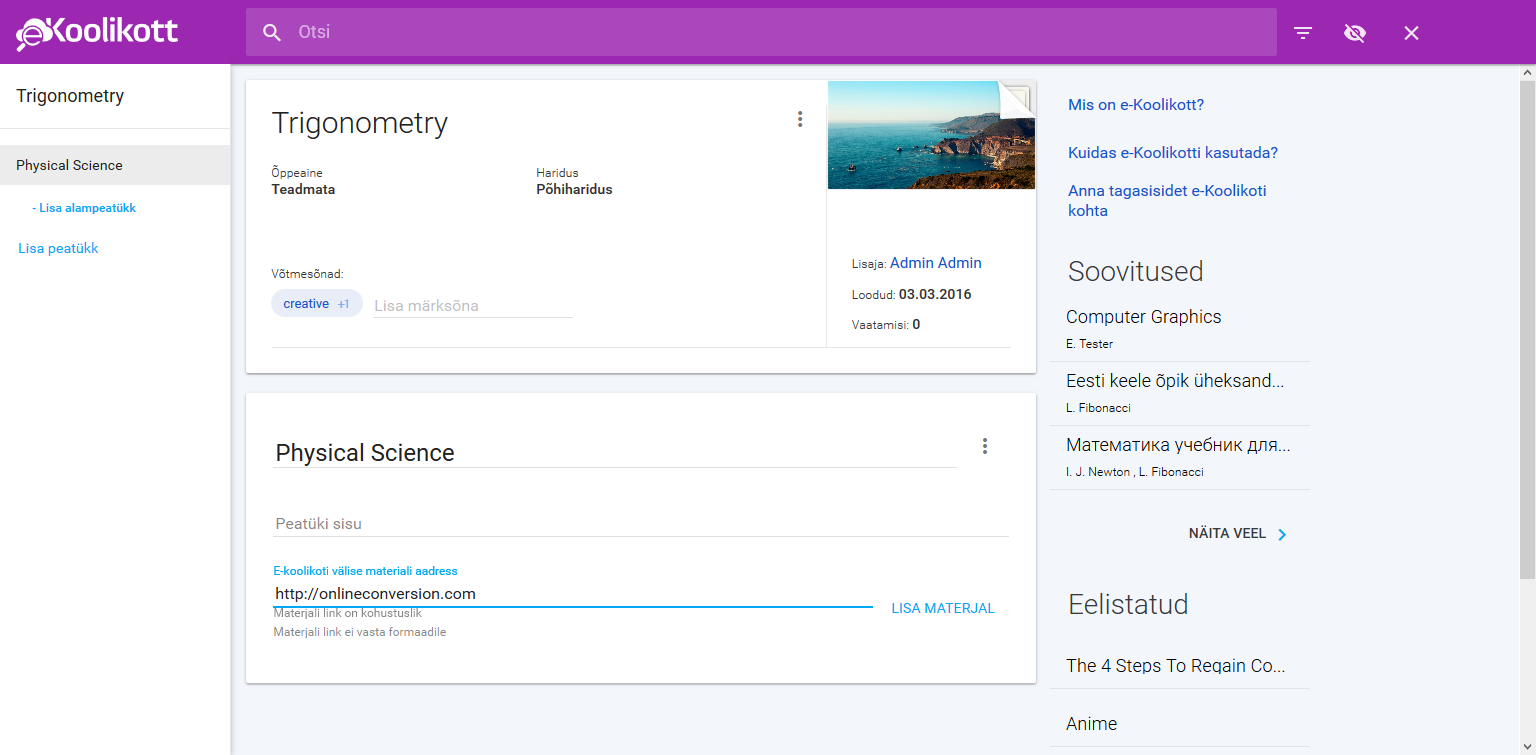 eKoolikott
Otsi
Trigonometry
Physical Science
- Lisa alampeatükk
Lisa peatükk
Trigonometry
Õppeaine
Teadmata
Haridus
Põhiharidus
Võtmesõnad:
creative +1
Lisa märksõna
Lisaja: Admin Admin
Loodud: 03.03.2016
Vaatamisi: 0
Physical Science
Peatüki sisu
E-koolikoti välise materiali aadress
http://onlineconversion.com
Materjali link on kohustuslik
Materjali link ei vasta formaadile
LISA MATERJAL
Mis on e-Koolikott?
Kuidas e-Koolikotti kasutada?
Anna tagasisidet e-Koolikoti
kohta
Soovitused
Computer Graphics
E. Tester
Eesti keele õpik üheksand...
L. Fibonacci
Математика учебник для...
I. J. Newton , L. Fibonacci
NÄITA VEEL
Eelistatud
The 4 Steps To Regain Co...
Anime